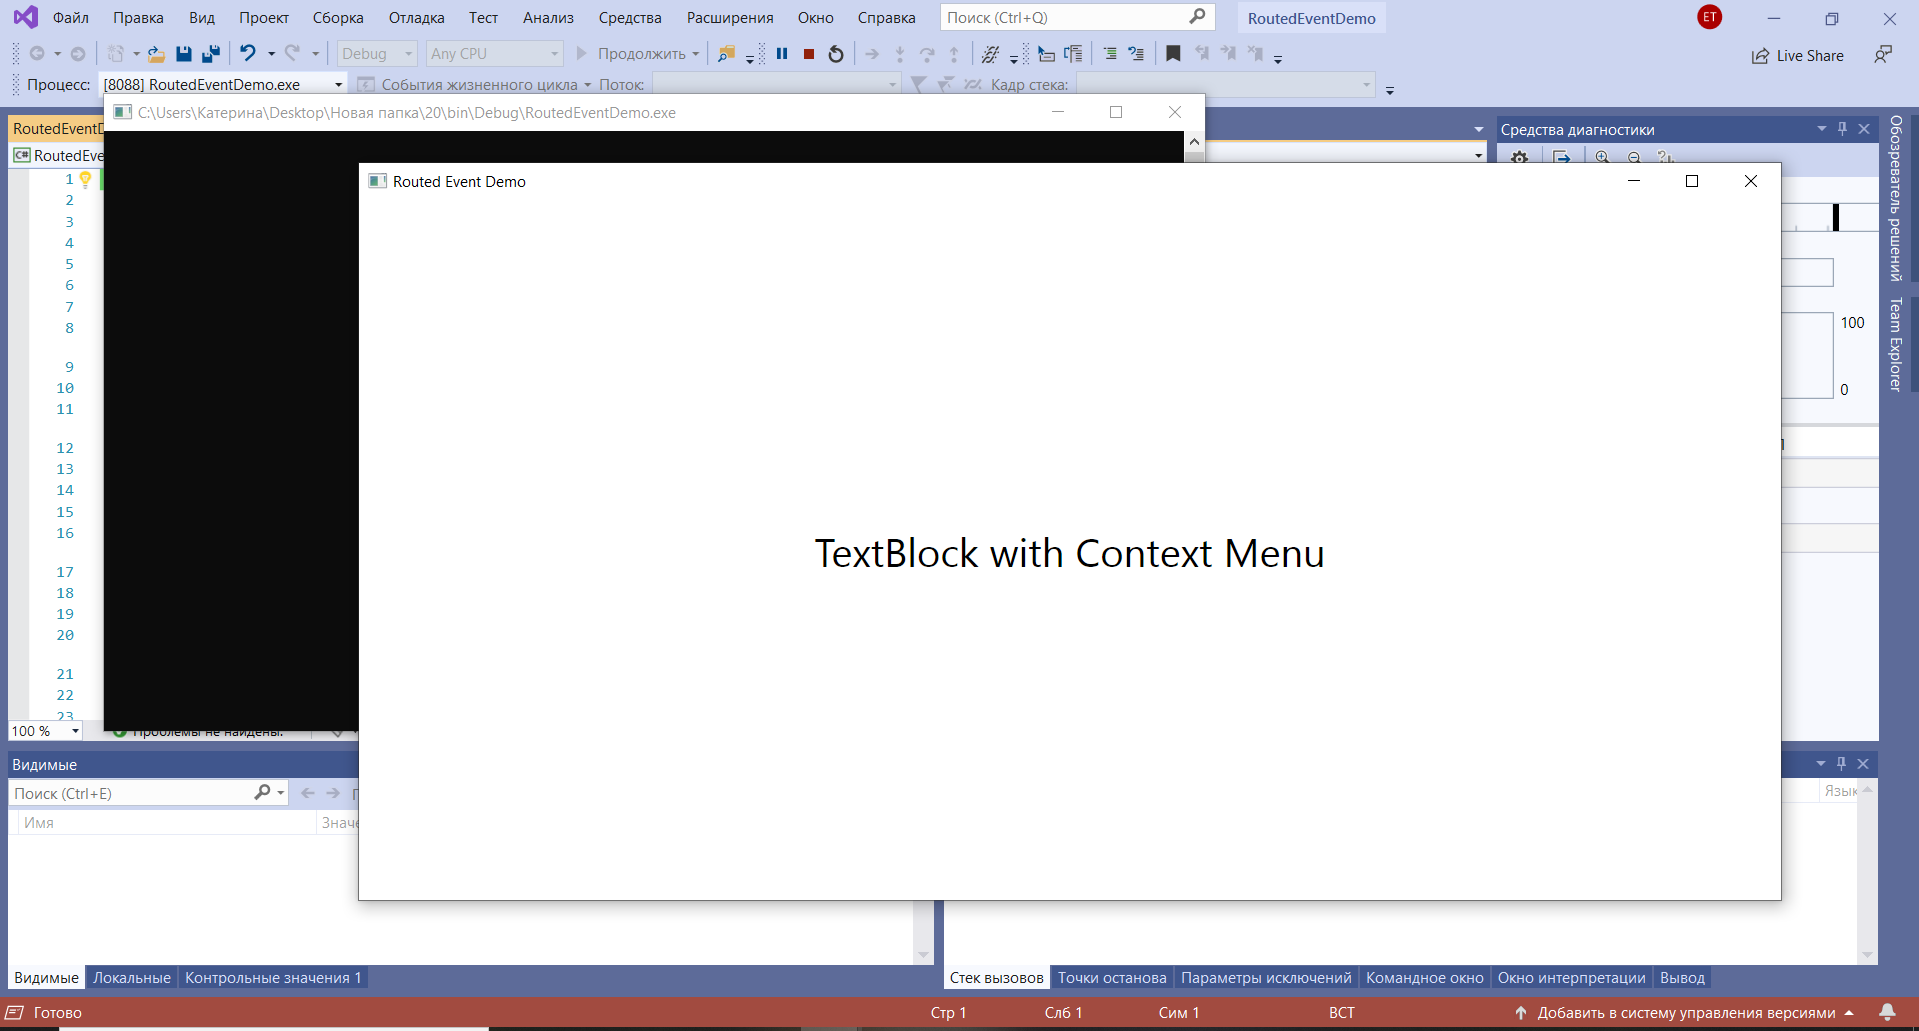 Файл Правка Вид Проект Сборка Отладка Тест Анализ Средства Расширения Окно Справка Поиск (Ctrl+Q) RoutedEventDemo ET
Debug Any CPU Продолжить Live Share
Процесс: [8088] RoutedEventDemo.exe События жизненного цикла Поток: Кадр стека:
C:\Users\Катерина\Desktop\Новая папка\20\bin\Debug\RoutedEventDemo.exe
Средства диагностики
Обозреватель решений
Team Explorer
Routed Event Demo
1
2
3
4
5
6
7
8
9
10
11
12
13
14
15
16
17
18
19
20
21
22
23
100
0
TextBlock with Context Menu
100 % Проблемы не найдены.
Видимые
Поиск (Ctrl+E)
Имя
Язык
Видимые Локальные Контрольные значения 1
Стек вызовов Точки останова Параметры исключений Командное окно Окно интерпретации Вывод
Готово Стр 1 Слб 1 Сим 1 ВСТ Добавить в систему управления версиями